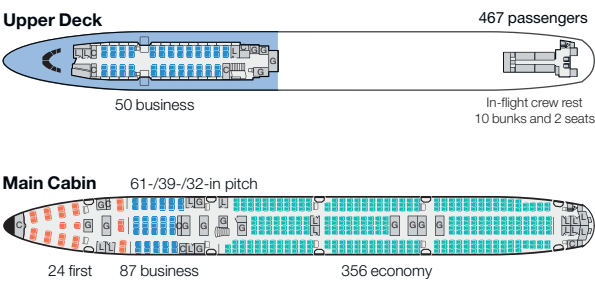 Upper Deck
467 passengers
50 business
In-flight crew rest
10 bunks and 2 seats
Main Cabin
61-/39-/32-in pitch
24 first
87 business
356 economy